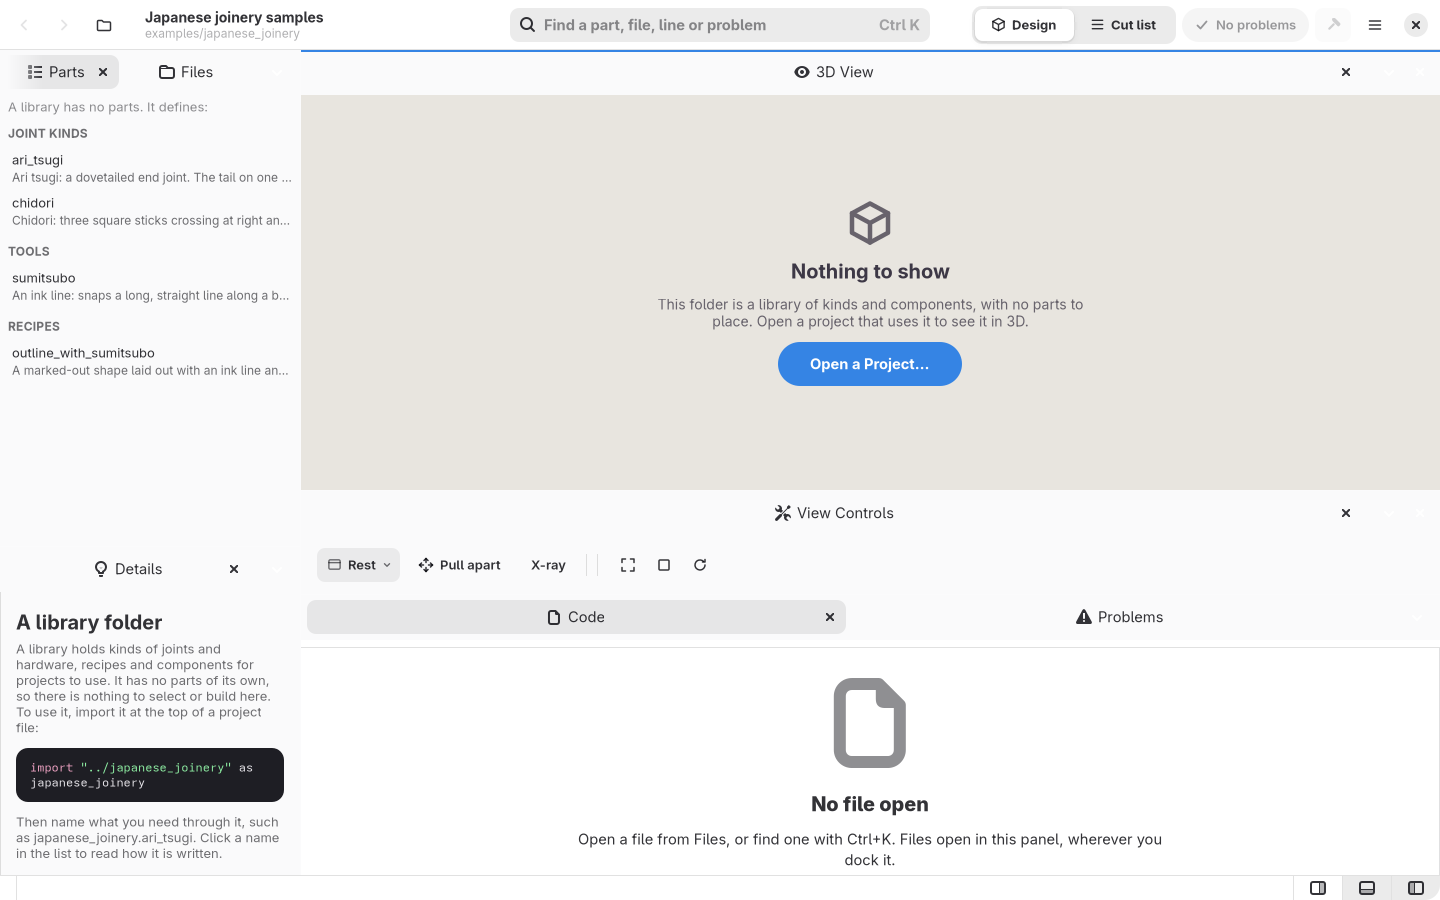 Japanese joinery samples
examples/japanese_joinery
Find a part, file, line or problem
Ctrl K
Design
Cut list
No problems
Parts
Files
3D View
A library has no parts. It defines:
JOINT KINDS
ari_tsugi
Ari tsugi: a dovetailed end joint. The tail on one ...
chidori
Chidori: three square sticks crossing at right an...
TOOLS
sumitsubo
An ink line: snaps a long, straight line along a b...
RECIPES
outline_with_sumitsubo
A marked-out shape laid out with an ink line an...
Nothing to show
This folder is a library of kinds and components, with no parts to
place. Open a project that uses it to see it in 3D.
Open a Project...
View Controls
Rest
Pull apart
X-ray
Details
A library folder
A library holds kinds of joints and
hardware, recipes and components for
projects to use. It has no parts of its own,
so there is nothing to select or build here.
To use it, import it at the top of a project
file:
import "../japanese_joinery" as
japanese_joinery
Then name what you need through it, such
as japanese_joinery.ari_tsugi. Click a name
in the list to read how it is written.
Code
Problems
No file open
Open a file from Files, or find one with Ctrl+K. Files open in this panel, wherever you
dock it.